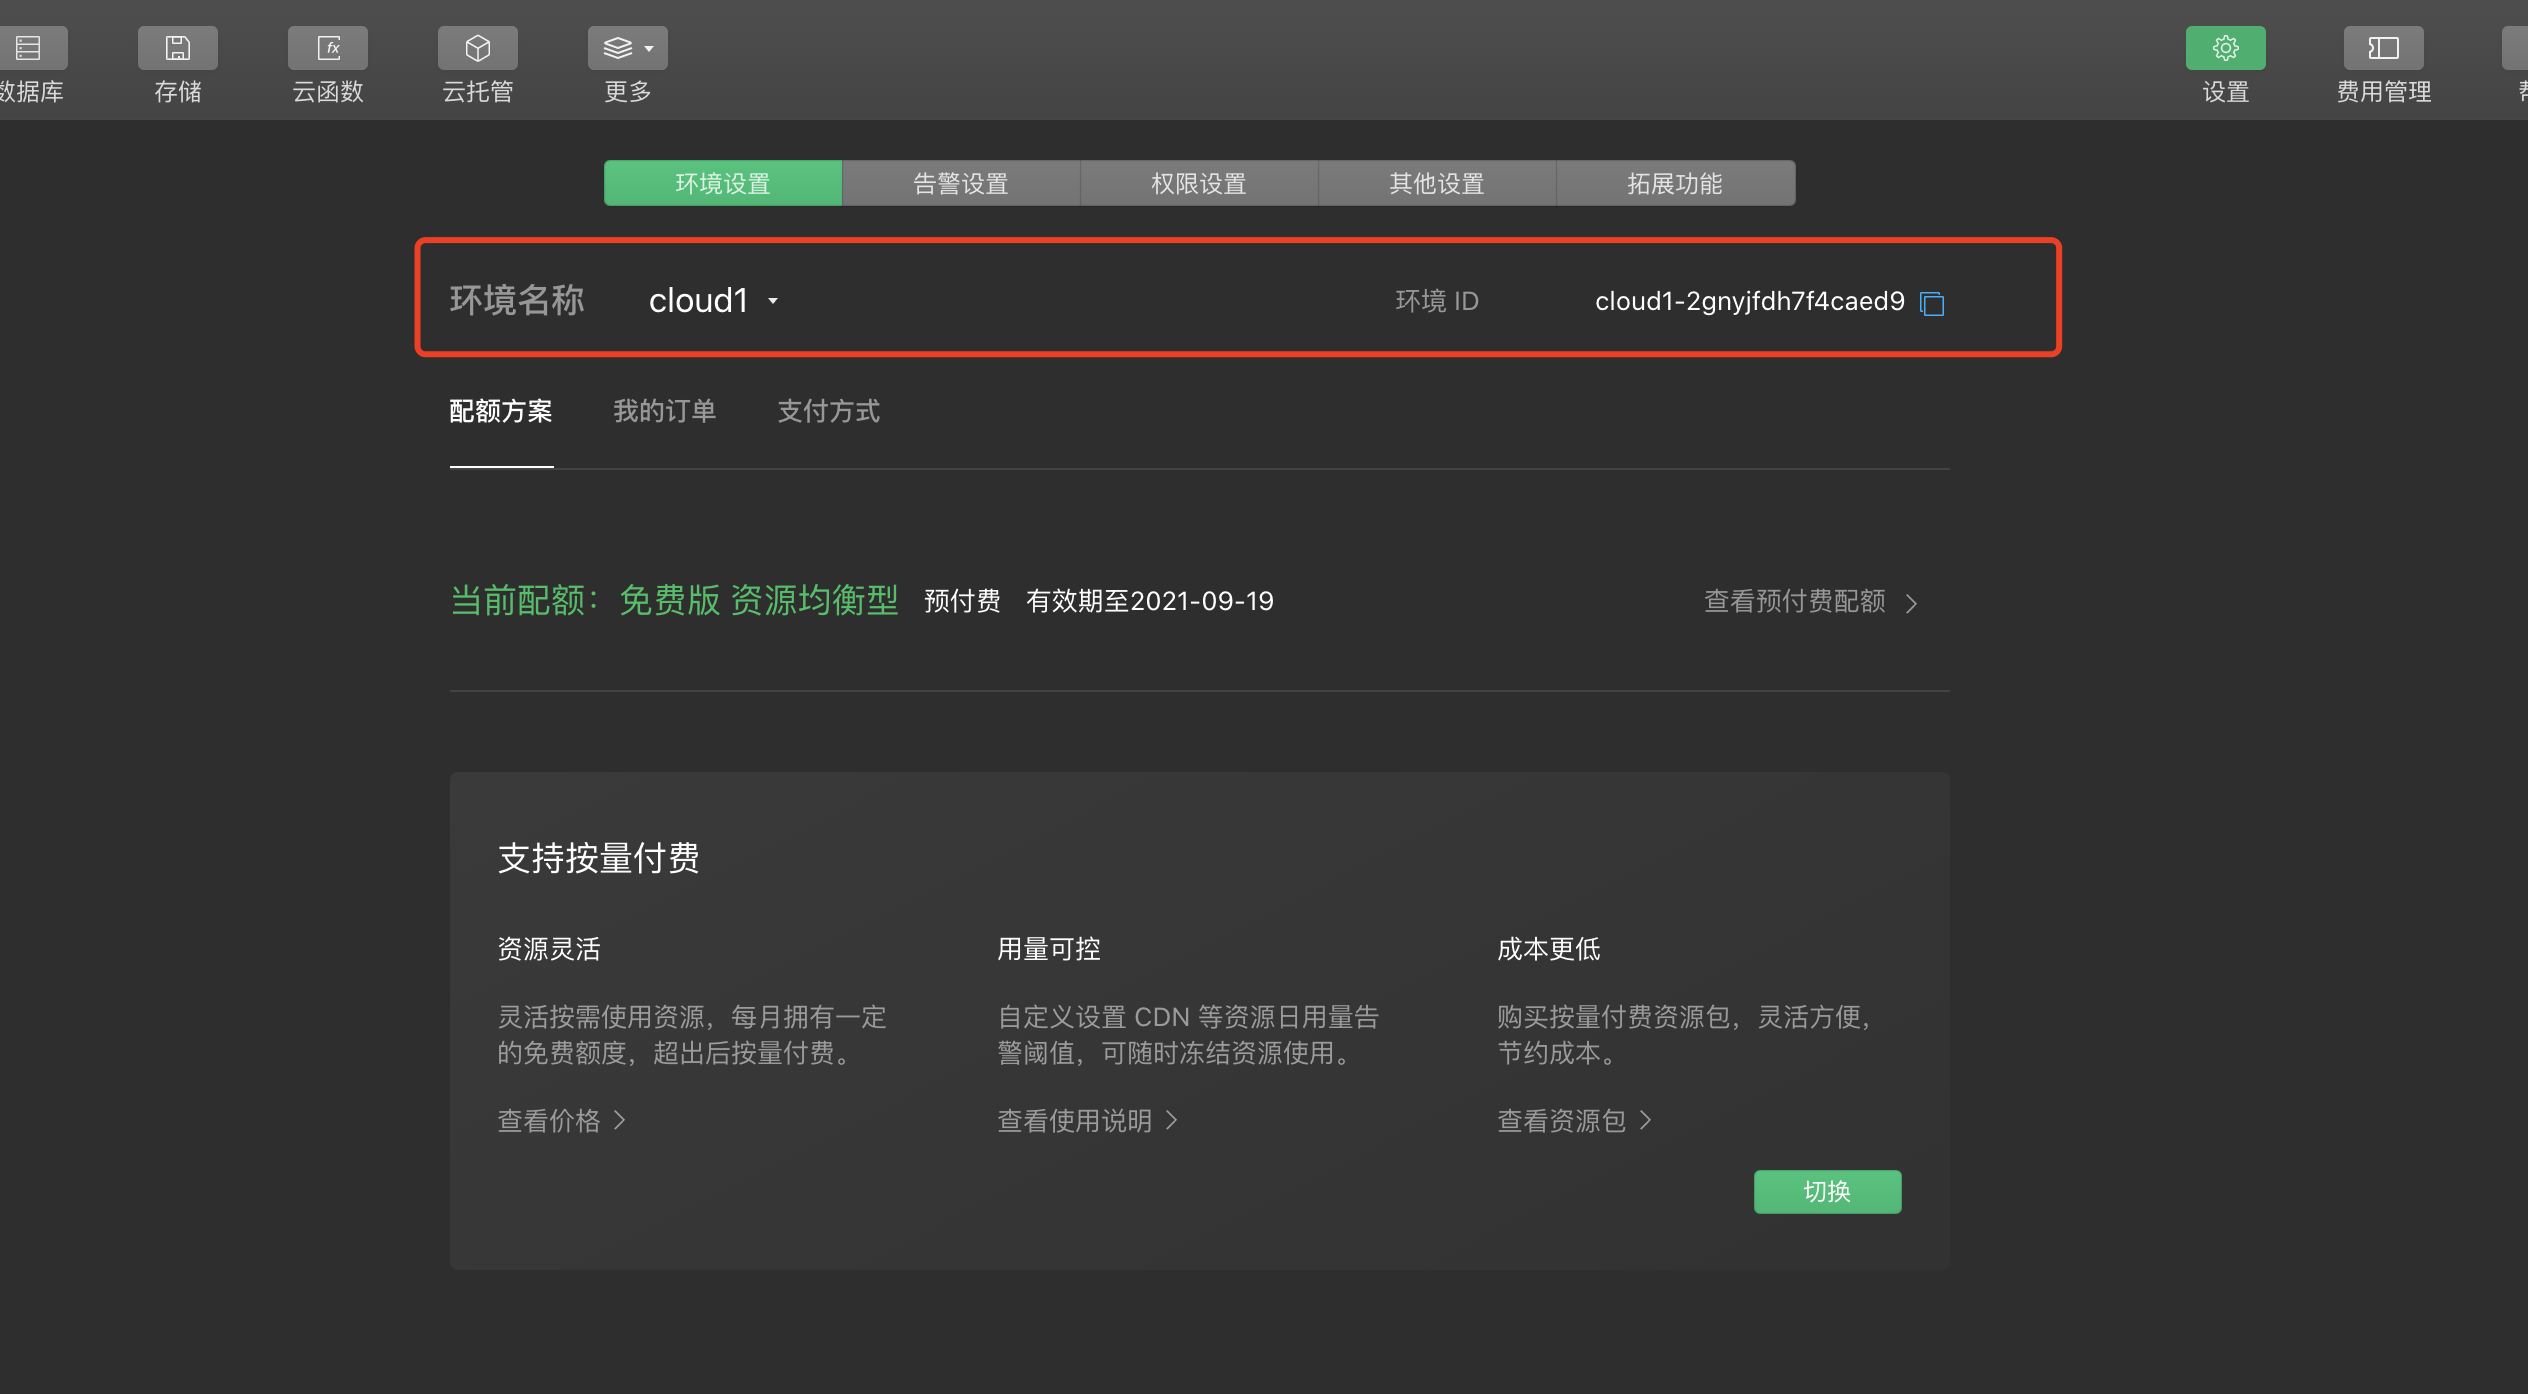 数据库
存储
云函数
云托管
更多
设置
费用管理
环境设置
告警设置
权限设置
其他设置
拓展功能
环境名称 cloud1 环境 ID cloud1-2gnyjfdh7f4caed9
配额方案 我的订单 支付方式
当前配额：免费版 资源均衡型 预付费 有效期至2021-09-19 查看预付费配额
支持按量付费
资源灵活
灵活按需使用资源，每月拥有一定
的免费额度，超出后按量付费。
查看价格
用量可控
自定义设置 CDN 等资源日用量告
警阈值，可随时冻结资源使用。
查看使用说明
成本更低
购买按量付费资源包，灵活方便，
节约成本。
查看资源包
切换